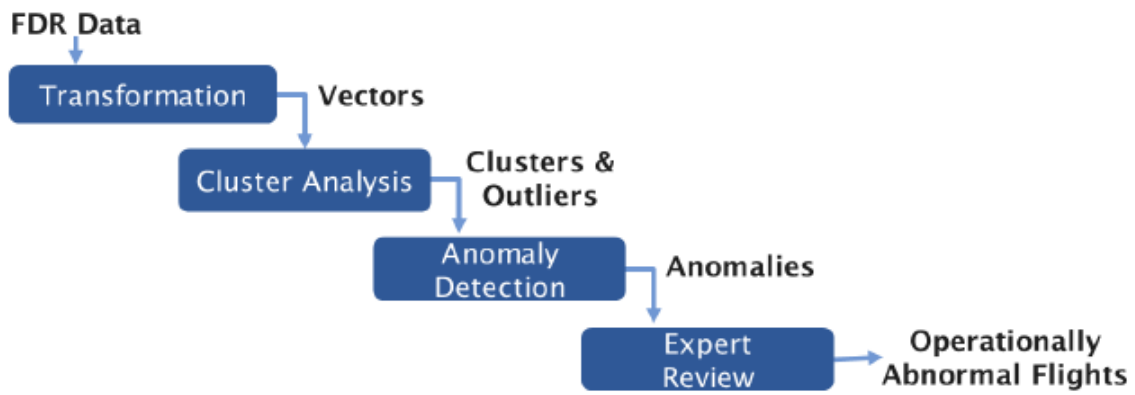 FDR Data
Transformation
Vectors
Cluster Analysis
Clusters &
Outliers
Anomaly
Detection
Anomalies
Expert
Review
Operationally
Abnormal Flights